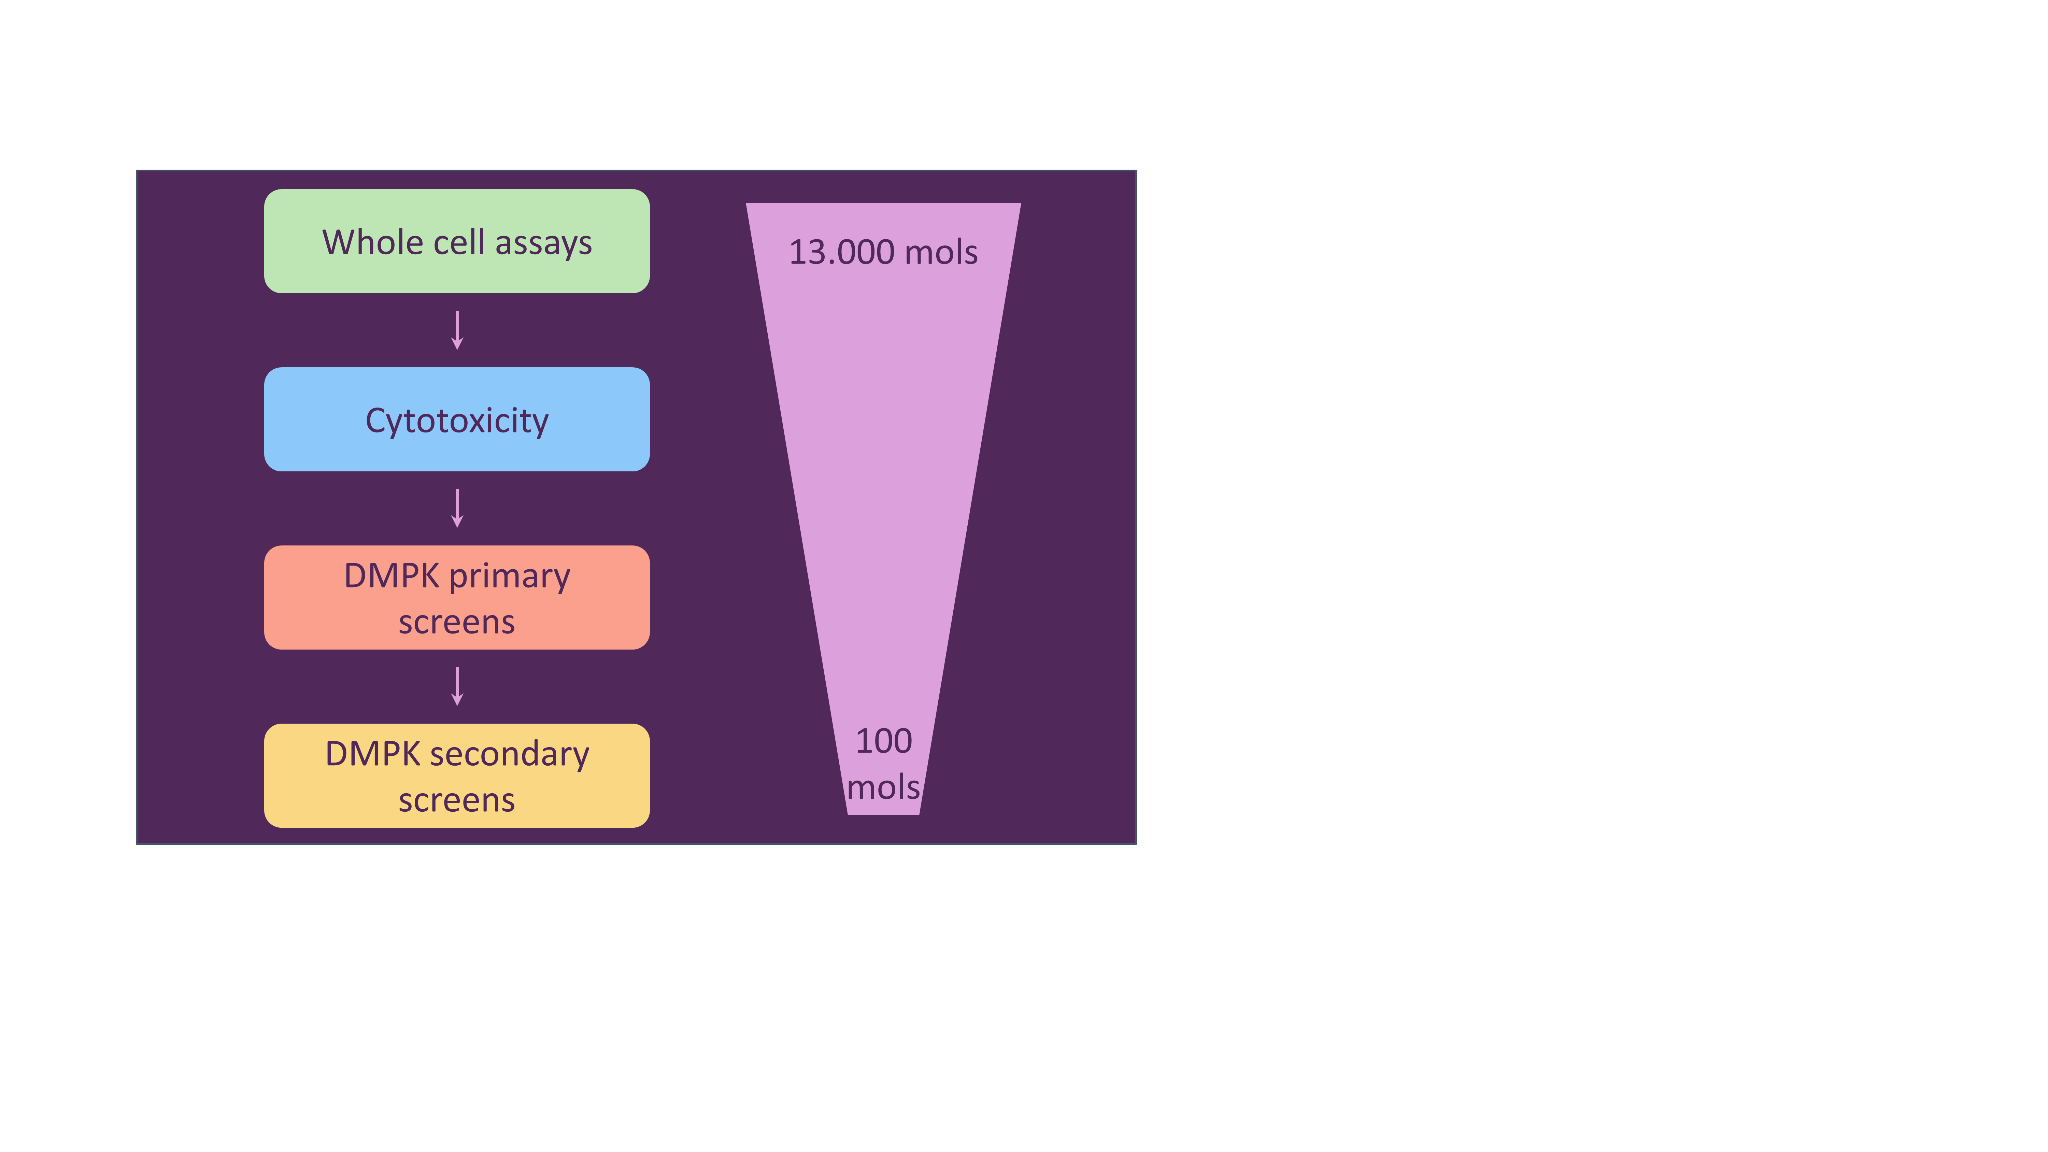 Whole cell assays
Cytotoxicity
DMPK primary
screens
DMPK secondary
screens
13.000 mols
100
mols